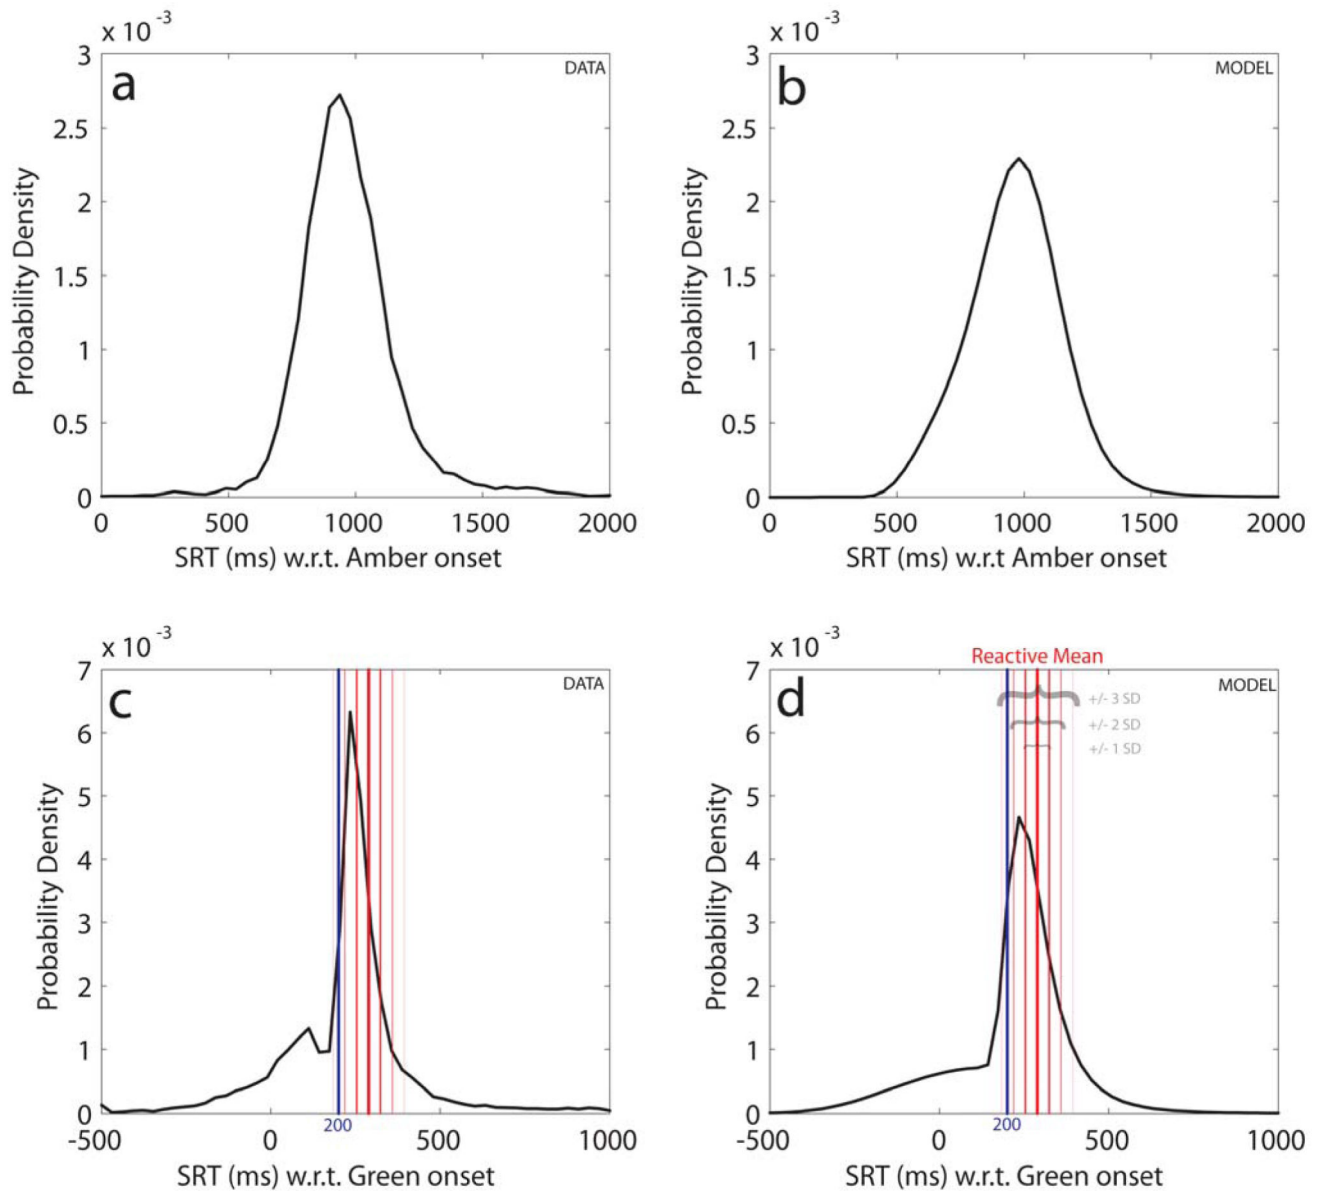 x 10 -3
3
2.5
2
1.5
1
0.5
0
a
DATA
Probability Density
0 500 1000 1500 2000
SRT (ms) w.r.t. Amber onset
x 10 -3
3
2.5
2
1.5
1
0.5
0
b
MODEL
Probability Density
0 500 1000 1500 2000
SRT (ms) w.r.t Amber onset
x 10 -3
7
6
5
4
3
2
1
0
c
DATA
Probability Density
200
-500 0 500 1000
SRT (ms) w.r.t. Green onset
x 10 -3
Reactive Mean
7
6
5
4
3
2
1
0
d
MODEL
+/- 3 SD
+/- 2 SD
+/- 1 SD
Probability Density
200
-500 0 500 1000
SRT (ms) w.r.t. Green onset